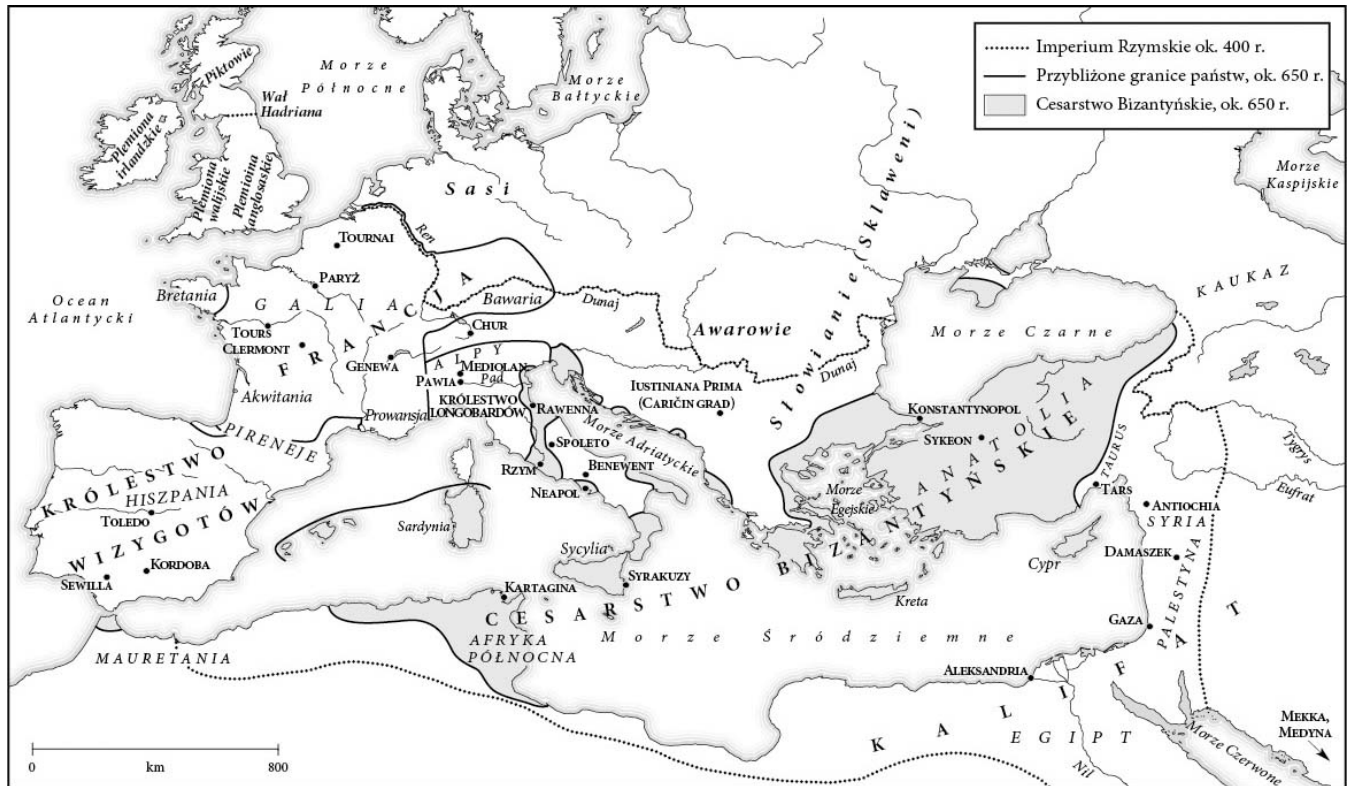 Imperium Rzymskie ok. 400 r.
Przybliżone granice państw, ok. 650 r.
Cesarstwo Bizantyńskie, ok. 650 r.
Piktowie
Morze
Północne
Morze
Bałtyckie
Wał
Hadriana
Plemiona
irlandzkie
Plemiona
walijskie
Plemioina
anglosaskie
Sasi
Morze
Kaspijskie
Ren
TOURNAI
PARYŻ
Bretania
GALIA
FRANCJA
Bawaria
Dunaj
Słowianie (Sklaweni)
KAUKAZ
Ocean
Atlantycki
TOURS
CLERMONT
CHUR
Awarowie
Morze Czarne
GENEWA
ALPY
MEDIOLAN
PAWIA
Pad
Dunaj
Akwitania
Prowansja
KRÓLESTWO
LONGOBARDÓW
RAWENNA
IUSTINIANA PRIMA
(CARIČIN GRAD)
KONSTANTYNOPOL
SYKEON
ANATOLIA
PIRENEJE
SPOLETO
Morze Adriatyckie
RZYM
BENEWENT
NEAPOL
TAURUS
Tygrys
Eufrat
KRÓLESTWO
WIZYGOTÓW
HISZPANIA
TOLEDO
Sardynia
Morze
Egejskie
TARS
ANTIOCHIA
SYRIA
SEWILLA
KORDOBA
Sycylia
SYRAKUZY
Cypr
DAMASZEK
KARTAGINA
Kreta
CESARSTWO BIZANTYŃSKIE
PALESTYNA
GAZA
MAURETANIA
AFRYKA
PÓŁNOCNA
Morze Śródziemne
ALEKSANDRIA
KALIFAT
EGIPT
Nil
Morze Czerwone
MEKKA,
MEDYNA
0 km 800